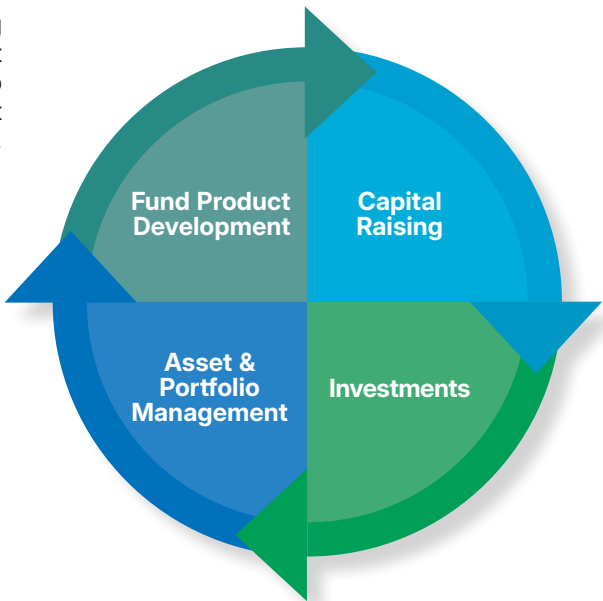 Fund Product
Development
Capital
Raising
Asset &
Portfolio
Management
Investments